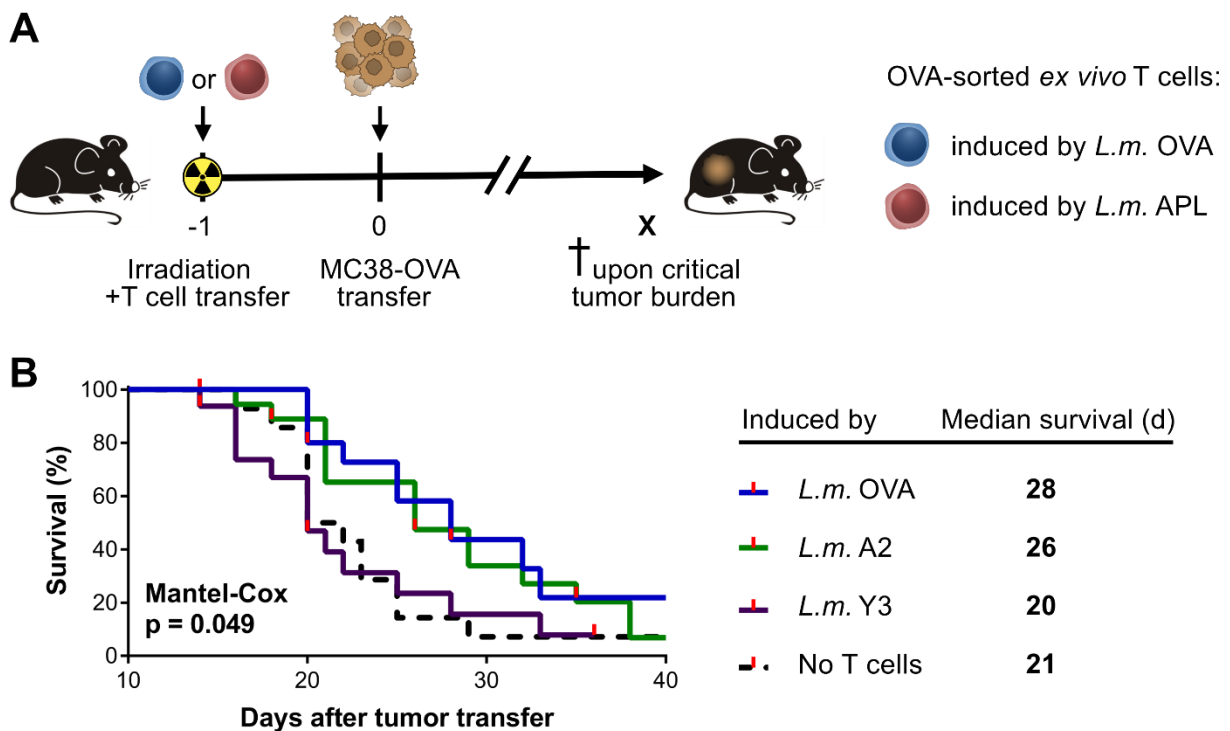 A
or
OVA-sorted ex vivo T cells:
induced by L.m. OVA
induced by L.m. APL
-1
0
x
Irradiation
+T cell transfer
MC38-OVA
transfer
† upon critical
tumor burden
B
Survival (%)
100
80
60
40
20
0
Mantel-Cox
p = 0.049
10
20
30
40
Days after tumor transfer
Induced by Median survival (d)
L.m. OVA 28
L.m. A2 26
L.m. Y3 20
No T cells 21